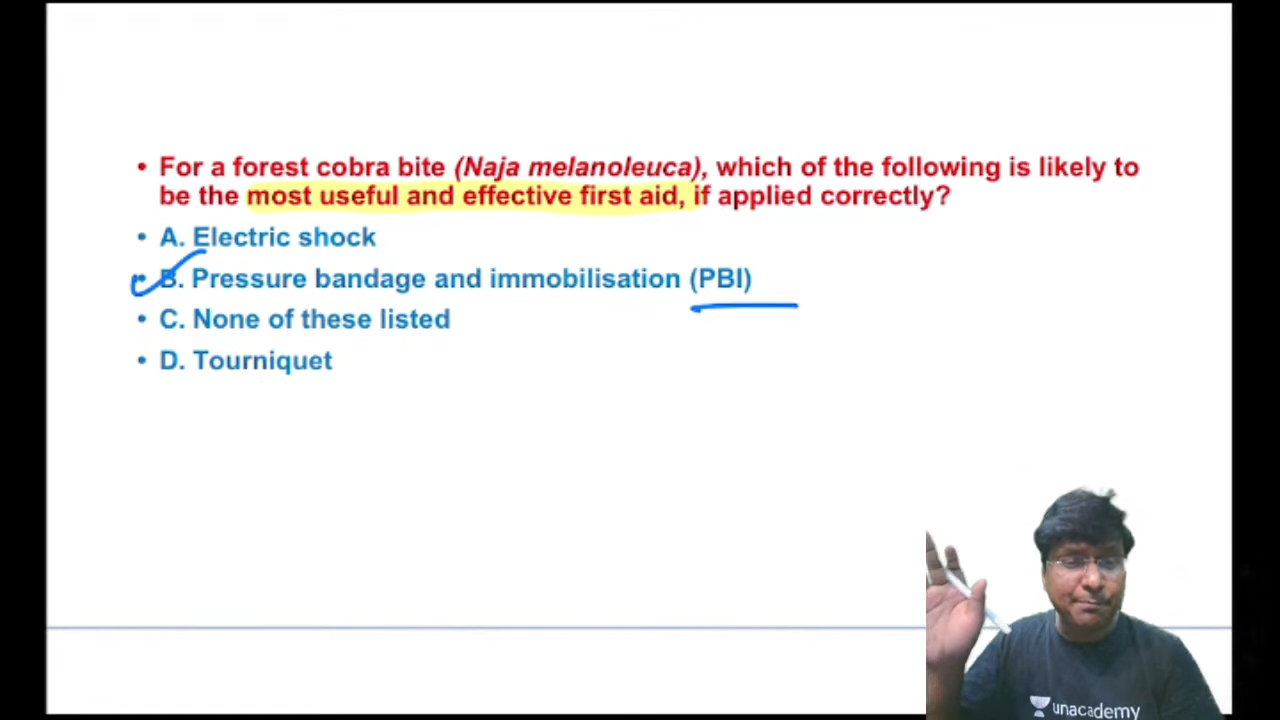 • For a forest cobra bite (Naja melanoleuca), which of the following is likely to
be the most useful and effective first aid, if applied correctly?
• A. Electric shock
• B. Pressure bandage and immobilisation (PBI)
• C. None of these listed
• D. Tourniquet
unacademy